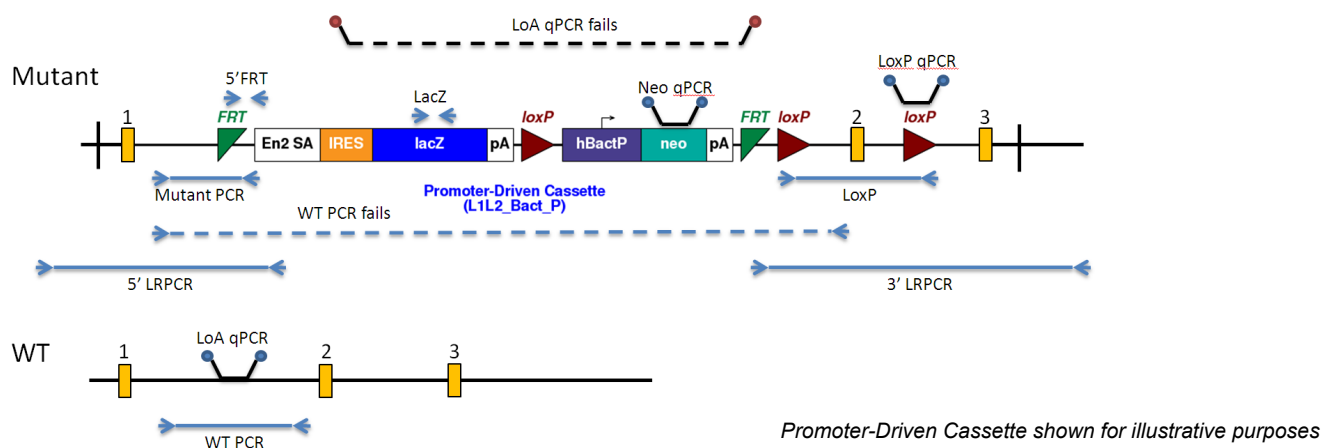 LoA qPCR fails
Mutant
5'FRT
LacZ
Neo qPCR
LoxP qPCR
1
FRT
loxP
FRT
loxP
2
loxP
3
En2 SA
IRES
lacZ
pA
hBactP
neo
pA
Mutant PCR
Promoter-Driven Cassette
(L1L2_Bact_P)
LoxP
WT PCR fails
5' LRPCR
3' LRPCR
WT
LoA qPCR
1
2
3
WT PCR
Promoter-Driven Cassette shown for illustrative purposes